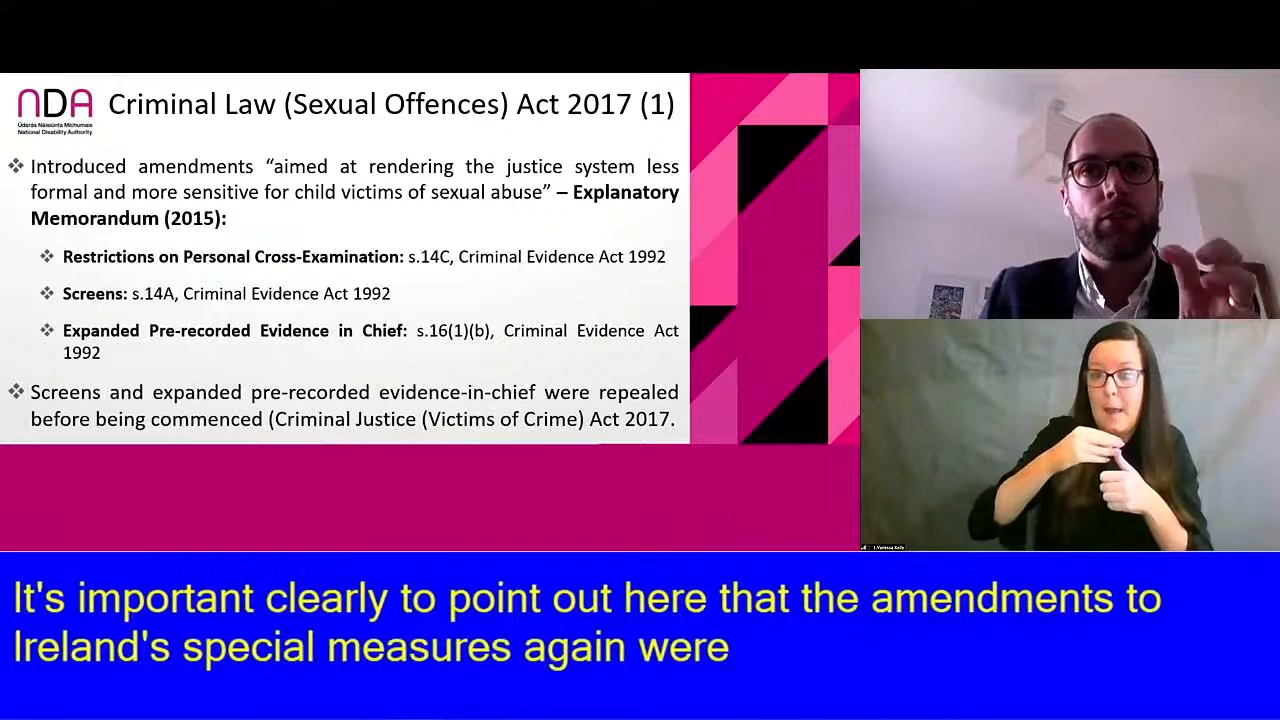 NDA
Údarás Náisiúnta Míchumais
National Disability Authority
Criminal Law (Sexual Offences) Act 2017 (1)
Introduced amendments “aimed at rendering the justice system less
formal and more sensitive for child victims of sexual abuse” – Explanatory
Memorandum (2015):
Restrictions on Personal Cross-Examination: s.14C, Criminal Evidence Act 1992
Screens: s.14A, Criminal Evidence Act 1992
Expanded Pre-recorded Evidence in Chief: s.16(1)(b), Criminal Evidence Act
1992
Screens and expanded pre-recorded evidence-in-chief were repealed
before being commenced (Criminal Justice (Victims of Crime) Act 2017.
Vanessa Kelly
It's important clearly to point out here that the amendments to
Ireland's special measures again were